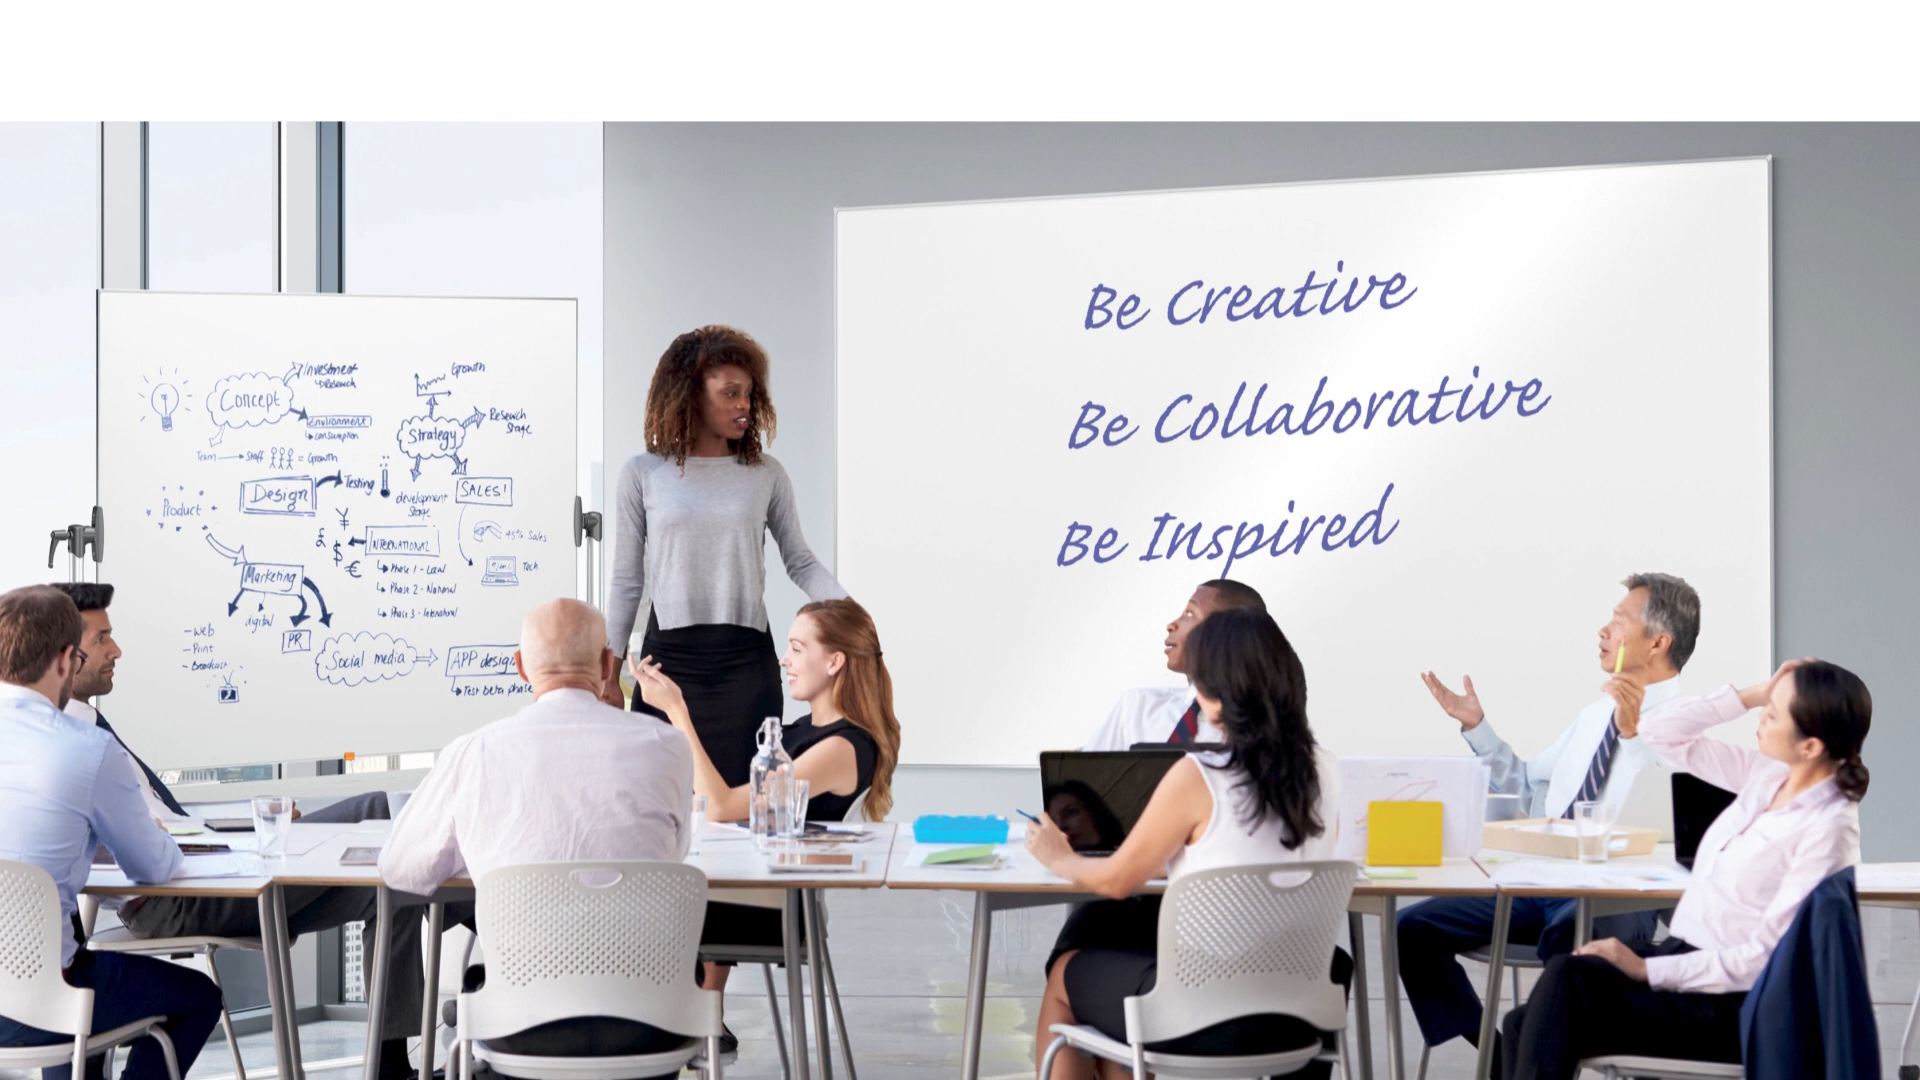 Investment
↳ Research
Concept
Environment
↳ consumption
Team → Staff = Growth
Growth
Strategy
Research
Stage
Design
Testing
development
Stage
SALES!
Product
¥
£
$
€
INTERNATIONAL
↳ Phase 1 - Local
↳ Phase 2 - National
↳ Phase 3 - International
+5% Sales
Tech
Marketing
digital
- Web
- Print
- Broadcast
PR
Social media
APP design
↳ Test beta phase
Be Creative
Be Collaborative
Be Inspired